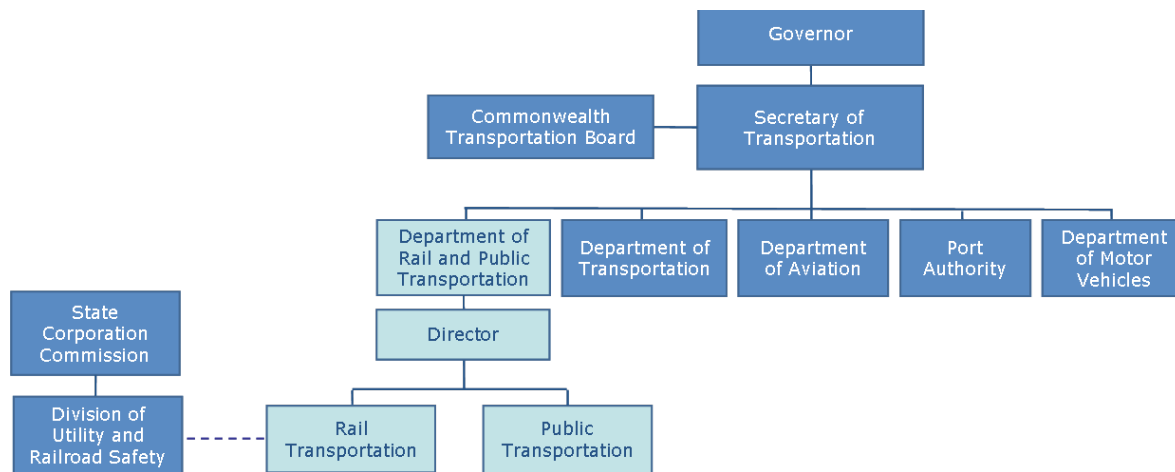 Governor
Commonwealth
Transportation Board
Secretary of
Transportation
Department of
Rail and Public
Transportation
Department of
Transportation
Department
of Aviation
Port
Authority
Department
of Motor
Vehicles
State
Corporation
Commission
Director
Division of
Utility and
Railroad Safety
Rail
Transportation
Public
Transportation